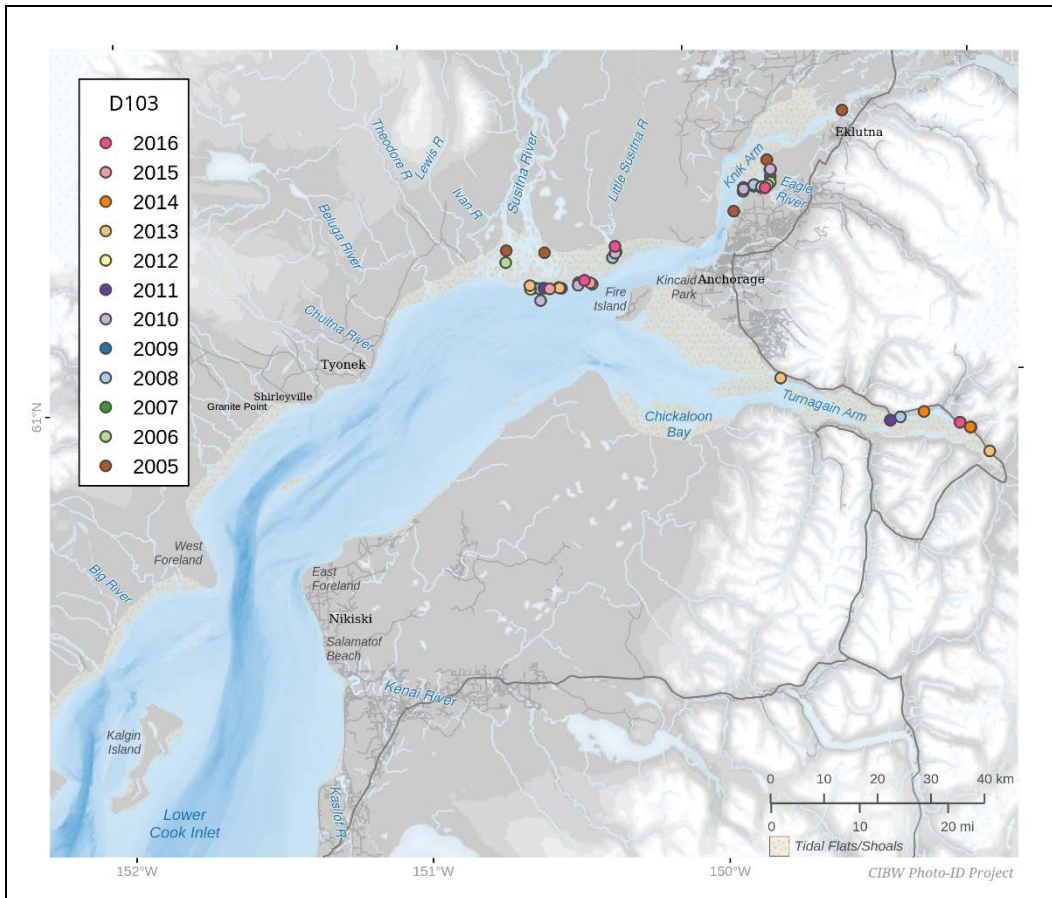 D103
2016
2015
2014
2013
2012
2011
2010
2009
2008
2007
2006
2005
Theodore R
Lewis R
Ivan R
Susitna River
Little Susitna R
Beluga River
Chuitna River
Knik Arm
Eklutna
Eagle
River
Kincaid
Park
Anchorage
Fire
Island
Tyonek
Shirleyville
Granite Point
Turnagain Arm
Chickaloon
Bay
61°N
West
Foreland
East
Foreland
Big River
Nikiski
Salamatof
Beach
Kenai River
Kalgin
Island
Kasilof R
Lower
Cook Inlet
0 10 20 30 40 km
0 10 20 mi
Tidal Flats/Shoals
CIBW Photo-ID Project
152°W
151°W
150°W